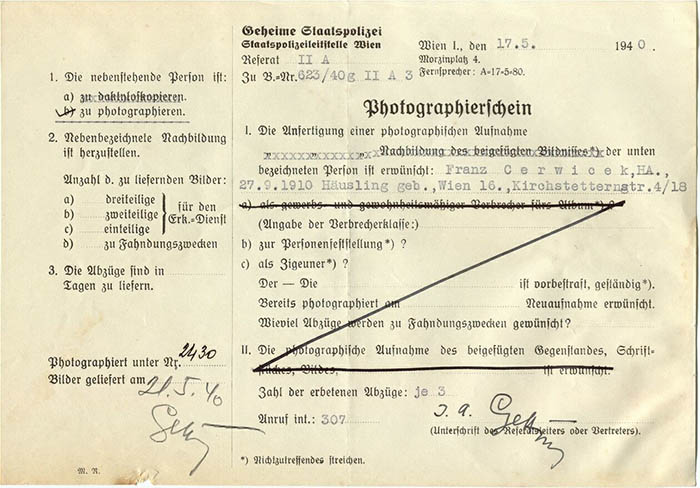 Geheime Staatspolizei
Staatspolizeileitstelle Wien
Wien I., den 17.5. 1940.
Referat II A
Morzinplatz 4.
Zu B.-Nr. 623/40g II A 3
Fernsprecher: A=17=5=80.
1. Die nebenstehende Person ist:
a) zu daktyloskopieren.
b) zu photographieren.
2. Nebenbezeichnete Nachbildung
ist herzustellen.
Anzahl d. zu liefernden Bilder:
a) dreiteilige
b) zweiteilige
c) einteilige
für den
Erk.=Dienst
d) zu Fahndungszwecken
3. Die Abzüge sind in
Tagen zu liefern.
Photographiert unter Nr. 2430
Bilder geliefert am 21.5.40
M. R.
Photographierschein
I. Die Anfertigung einer photographischen Aufnahme
Nachbildung des beigefügten Bildnisses*) der unten
bezeichneten Person ist erwünscht: Franz Cerwicek, HA.,
27.9.1910 Häusling geb., Wien 16., Kirchstetternstr.4/18
a) als gewerbs= und gewohnheitsmäßiger Verbrecher fürs Album*) ?
(Angabe der Verbrecherklasse:)
b) zur Personenfeststellung*) ?
c) als Zigeuner*) ?
Der — Die ist vorbestraft, geständig*).
Bereits photographiert am Neuaufnahme erwünscht.
Wieviel Abzüge werden zu Fahndungszwecken gewünscht?
II. Die photographische Aufnahme des beigefügten Gegenstandes, Schrift=
stückes, Bildes, ist erwünscht.
Zahl der erbetenen Abzüge: je 3
Anruf int.: 307
(Unterschrift des Referatsleiters oder Vertreters).
*) Nichtzutreffendes streichen.